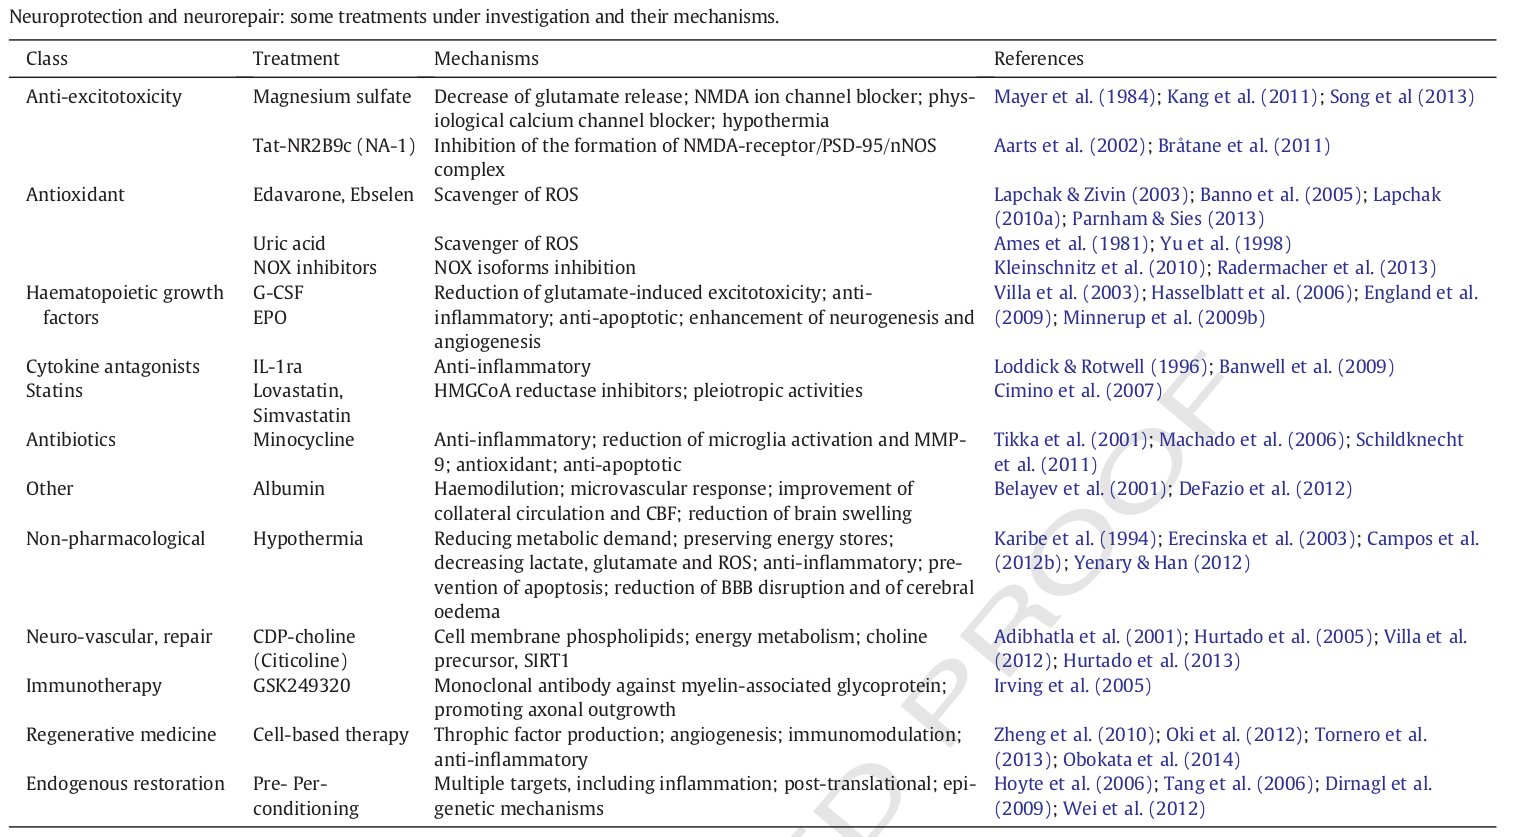 Neuroprotection and neurorepair: some treatments under investigation and their mechanisms.
Class Treatment Mechanisms References
Anti-excitotoxicity Magnesium sulfate Decrease of glutamate release; NMDA ion channel blocker; phys- Mayer et al. (1984); Kang et al. (2011); Song et al (2013)
iological calcium channel blocker; hypothermia
Tat-NR2B9c (NA-1) Inhibition of the formation of NMDA-receptor/PSD-95/nNOS Aarts et al. (2002); Bråtane et al. (2011)
complex
Antioxidant Edavarone, Ebselen Scavenger of ROS Lapchak & Zivin (2003); Banno et al. (2005); Lapchak
(2010a); Parnham & Sies (2013)
Uric acid Scavenger of ROS Ames et al. (1981); Yu et al. (1998)
NOX inhibitors NOX isoforms inhibition Kleinschnitz et al. (2010); Radermacher et al. (2013)
Haematopoietic growth G-CSF Reduction of glutamate-induced excitotoxicity; anti- Villa et al. (2003); Hasselblatt et al. (2006); England et al.
factors EPO inflammatory; anti-apoptotic; enhancement of neurogenesis and (2009); Minnerup et al. (2009b)
angiogenesis
Cytokine antagonists IL-1ra Anti-inflammatory Loddick & Rotwell (1996); Banwell et al. (2009)
Statins Lovastatin, HMGCoA reductase inhibitors; pleiotropic activities Cimino et al. (2007)
Simvastatin
Antibiotics Minocycline Anti-inflammatory; reduction of microglia activation and MMP- Tikka et al. (2001); Machado et al. (2006); Schildknecht
9; antioxidant; anti-apoptotic et al. (2011)
Other Albumin Haemodilution; microvascular response; improvement of Belayev et al. (2001); DeFazio et al. (2012)
collateral circulation and CBF; reduction of brain swelling
Non-pharmacological Hypothermia Reducing metabolic demand; preserving energy stores; Karibe et al. (1994); Erecinska et al. (2003); Campos et al.
decreasing lactate, glutamate and ROS; anti-inflammatory; pre- (2012b); Yenary & Han (2012)
vention of apoptosis; reduction of BBB disruption and of cerebral
oedema
Neuro-vascular, repair CDP-choline Cell membrane phospholipids; energy metabolism; choline Adibhatla et al. (2001); Hurtado et al. (2005); Villa et al.
(Citicoline) precursor, SIRT1 (2012); Hurtado et al. (2013)
Immunotherapy GSK249320 Monoclonal antibody against myelin-associated glycoprotein; Irving et al. (2005)
promoting axonal outgrowth
Regenerative medicine Cell-based therapy Throphic factor production; angiogenesis; immunomodulation; Zheng et al. (2010); Oki et al. (2012); Tornero et al.
anti-inflammatory (2013); Obokata et al. (2014)
Endogenous restoration Pre- Per- Multiple targets, including inflammation; post-translational; epi- Hoyte et al. (2006); Tang et al. (2006); Dirnagl et al.
conditioning genetic mechanisms (2009); Wei et al. (2012)
D PROOF